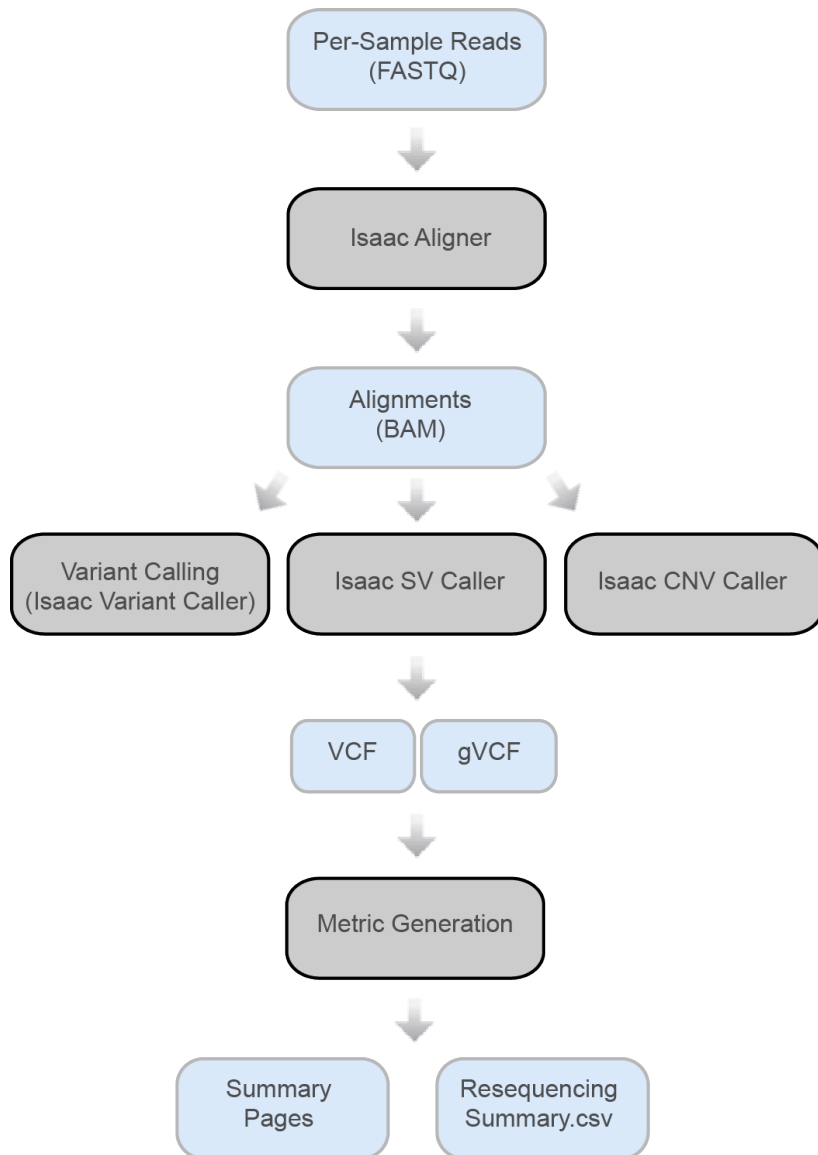 Per-Sample Reads
(FASTQ)
Isaac Aligner
Alignments
(BAM)
Variant Calling
(Isaac Variant Caller)
Isaac SV Caller
Isaac CNV Caller
VCF
gVCF
Metric Generation
Summary
Pages
Resequencing
Summary.csv